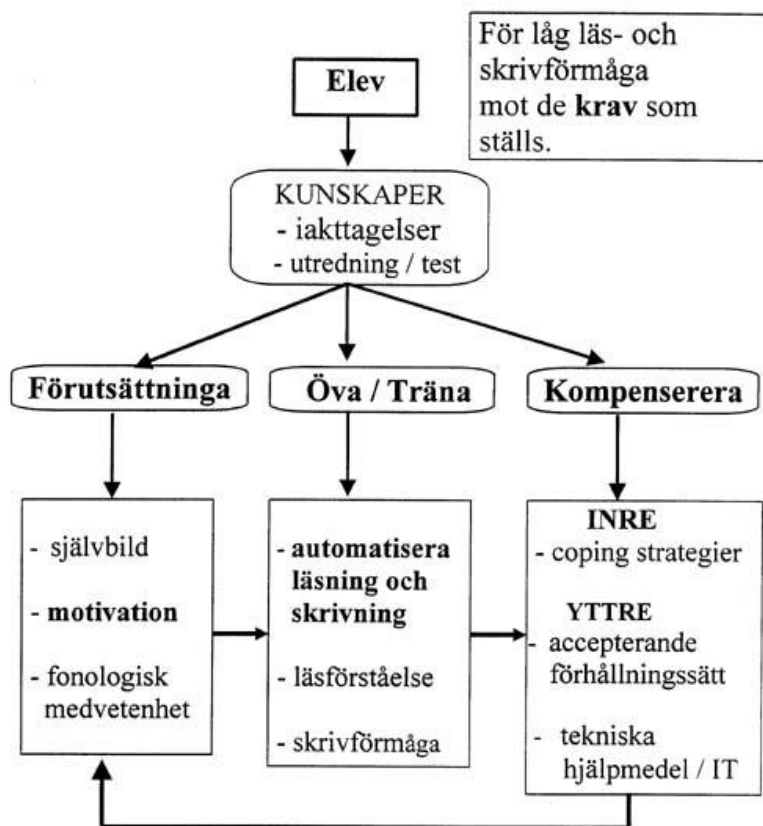 Elev
För låg läs- och
skrivförmåga
mot de krav som
ställs.
KUNSKAPER
- iakttagelser
- utredning / test
Förutsättninga
Öva / Träna
Kompenserera
- självbild
- motivation
- fonologisk
medvetenhet
- automatisera
läsning och
skrivning
- läsförståelse
- skrivförmåga
INRE
- coping strategier
YTTRE
- accepterande
förhållningssätt
- tekniska
hjälpmedel / IT